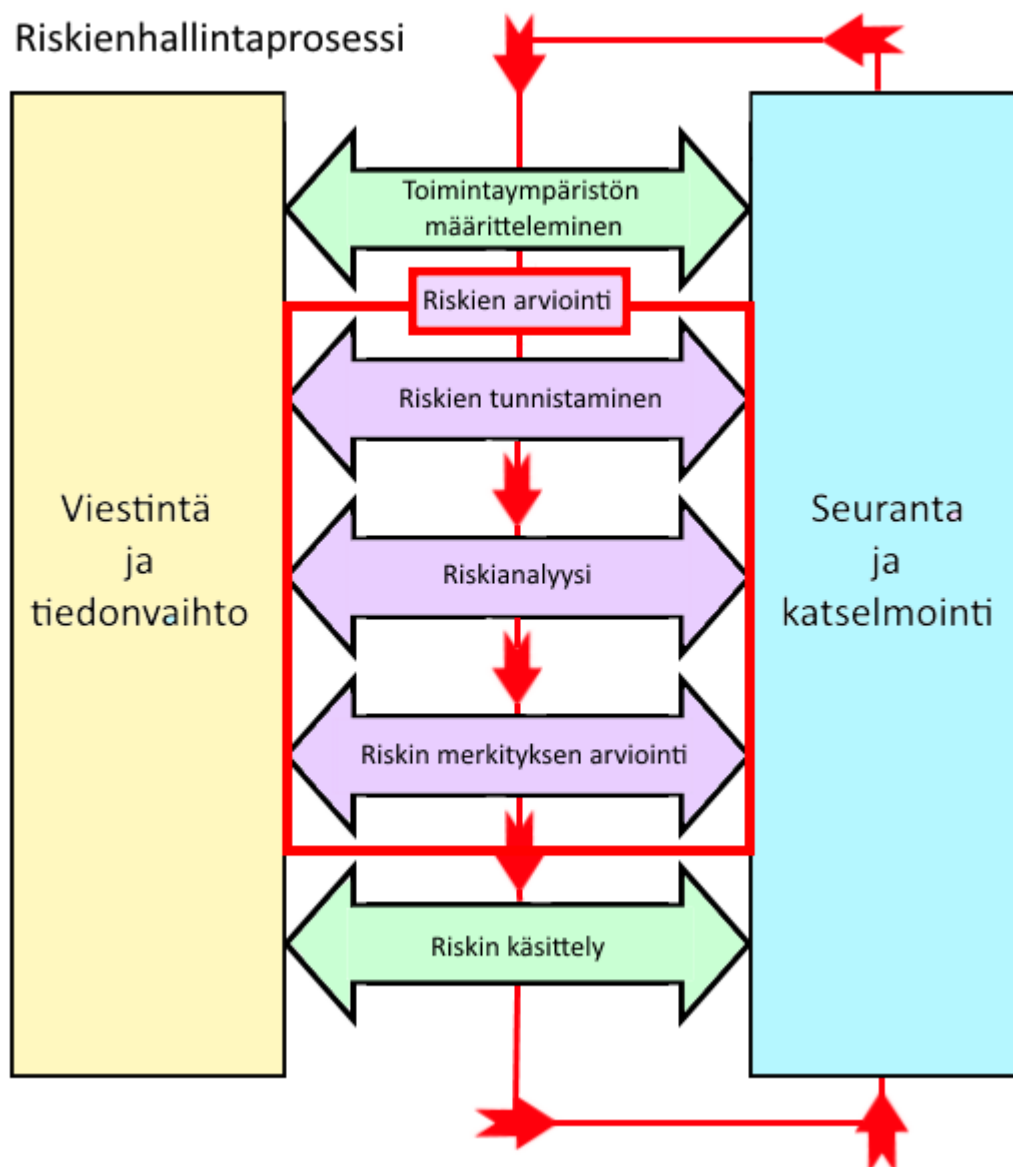 Riskienhallintaprosessi
Toimintaympäristön
määritteleminen
Riskien arviointi
Riskien tunnistaminen
Viestintä
ja
tiedonvaihto
Riskianalyysi
Seuranta
ja
katselmointi
Riskin merkityksen arviointi
Riskin käsittely